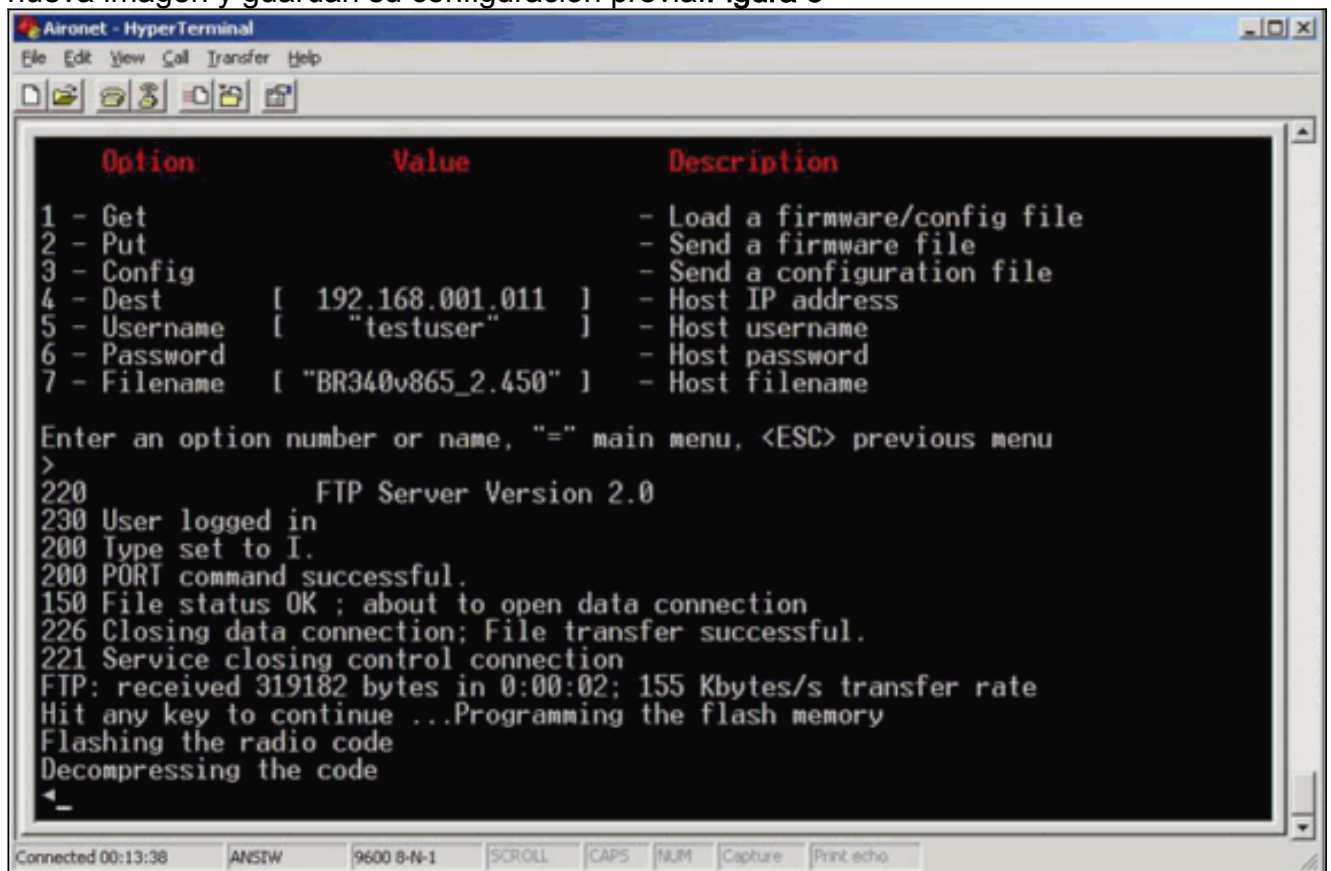 nueva imagen y guardan su configuración previa.
Aironet - HyperTerminal
File Edit View Call Transfer Help
Option Value Description
1 - Get - Load a firmware/config file
2 - Put - Send a firmware file
3 - Config - Send a configuration file
4 - Dest [ 192.168.001.011 ] - Host IP address
5 - Username [ "testuser" ] - Host username
6 - Password - Host password
7 - Filename [ "BR340v865_2.450" ] - Host filename
Enter an option number or name, "=" main menu, <ESC> previous menu
>
220 FTP Server Version 2.0
230 User logged in
200 Type set to I.
200 PORT command successful.
150 File status OK ; about to open data connection
226 Closing data connection; File transfer successful.
221 Service closing control connection
FTP: received 319182 bytes in 0:00:02; 155 Kbytes/s transfer rate
Hit any key to continue ...Programming the flash memory
Flashing the radio code
Decompressing the code
Connected 00:13:38 ANSIW 9600 8-N-1 SCROLL CAPS NUM Capture Print echo